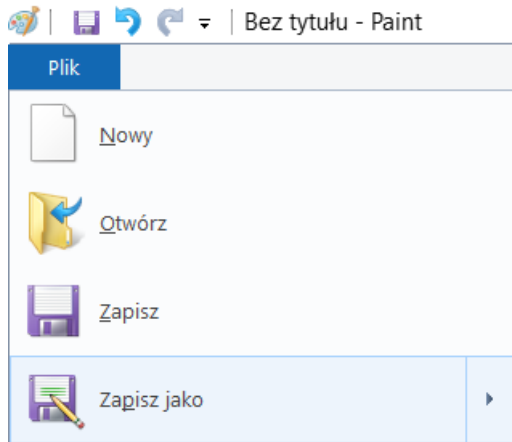 Bez tytułu - Paint
Plik
Nowy
Otwórz
Zapisz
Zapisz jako